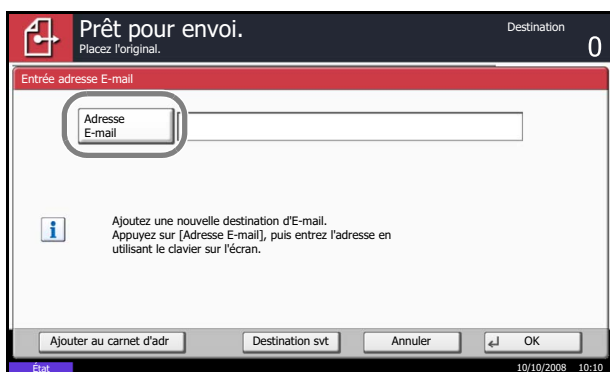 Prêt pour envoi.
Placez l'original.
Destination
0
Entrée adresse E-mail
Adresse
E-mail
Ajoutez une nouvelle destination d'E-mail.
Appuyez sur [Adresse E-mail], puis entrez l'adresse en
utilisant le clavier sur l'écran.
Ajouter au carnet d'adr
Destination svt
Annuler
OK
État
10/10/2008 10:10